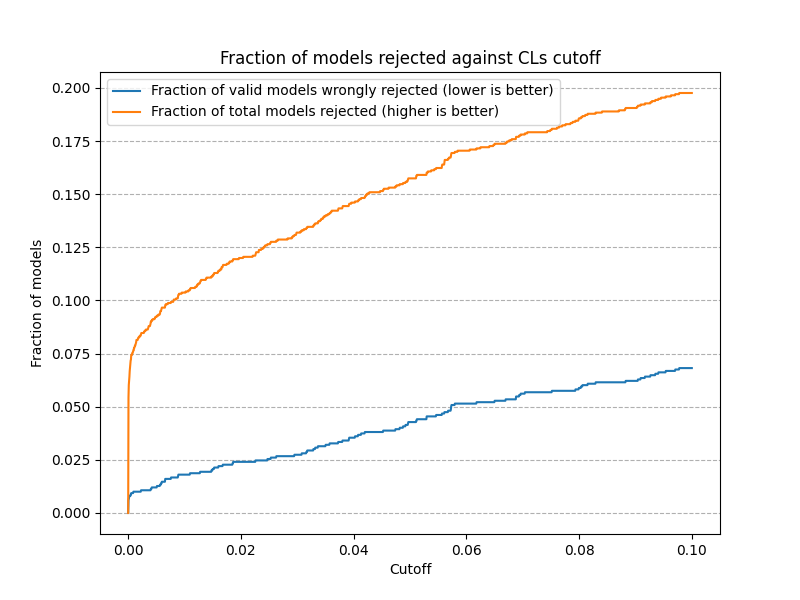 Fraction of models rejected against CLs cutoff
Fraction of valid models wrongly rejected (lower is better)
Fraction of total models rejected (higher is better)
0.200
0.175
0.150
0.125
0.100
0.075
0.050
0.025
0.000
Fraction of models
0.00 0.02 0.04 0.06 0.08 0.10
Cutoff